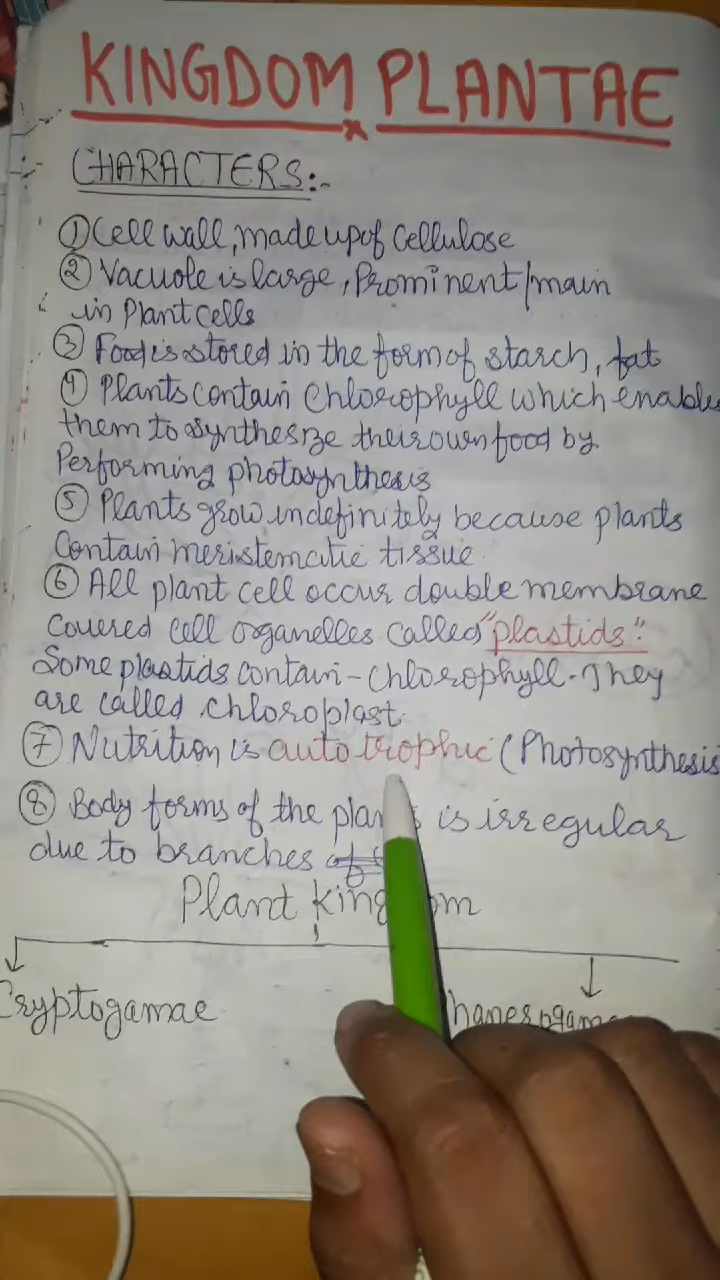 KINGDOM PLANTAE
CHARACTERS:-
① Cell wall, made up of Cellulose
② Vacuole is large, Prominent/main
in Plant cells
③ Food is stored in the form of starch, fat
④ Plants contain Chlorophyll which enables
them to synthesize their own food by
Performing photosynthesis
⑤ Plants grow indefinitely because plants
contain meristematic tissue
⑥ All plant cell occur double membrane
covered cell organelles called "plastids".
Some plastids contain - chlorophyll. They
are called chloroplast.
⑦ Nutrition is autotrophic (Photosynthesis
⑧ Body forms of the is irregular
due to branches
Plant
Cryptogamae